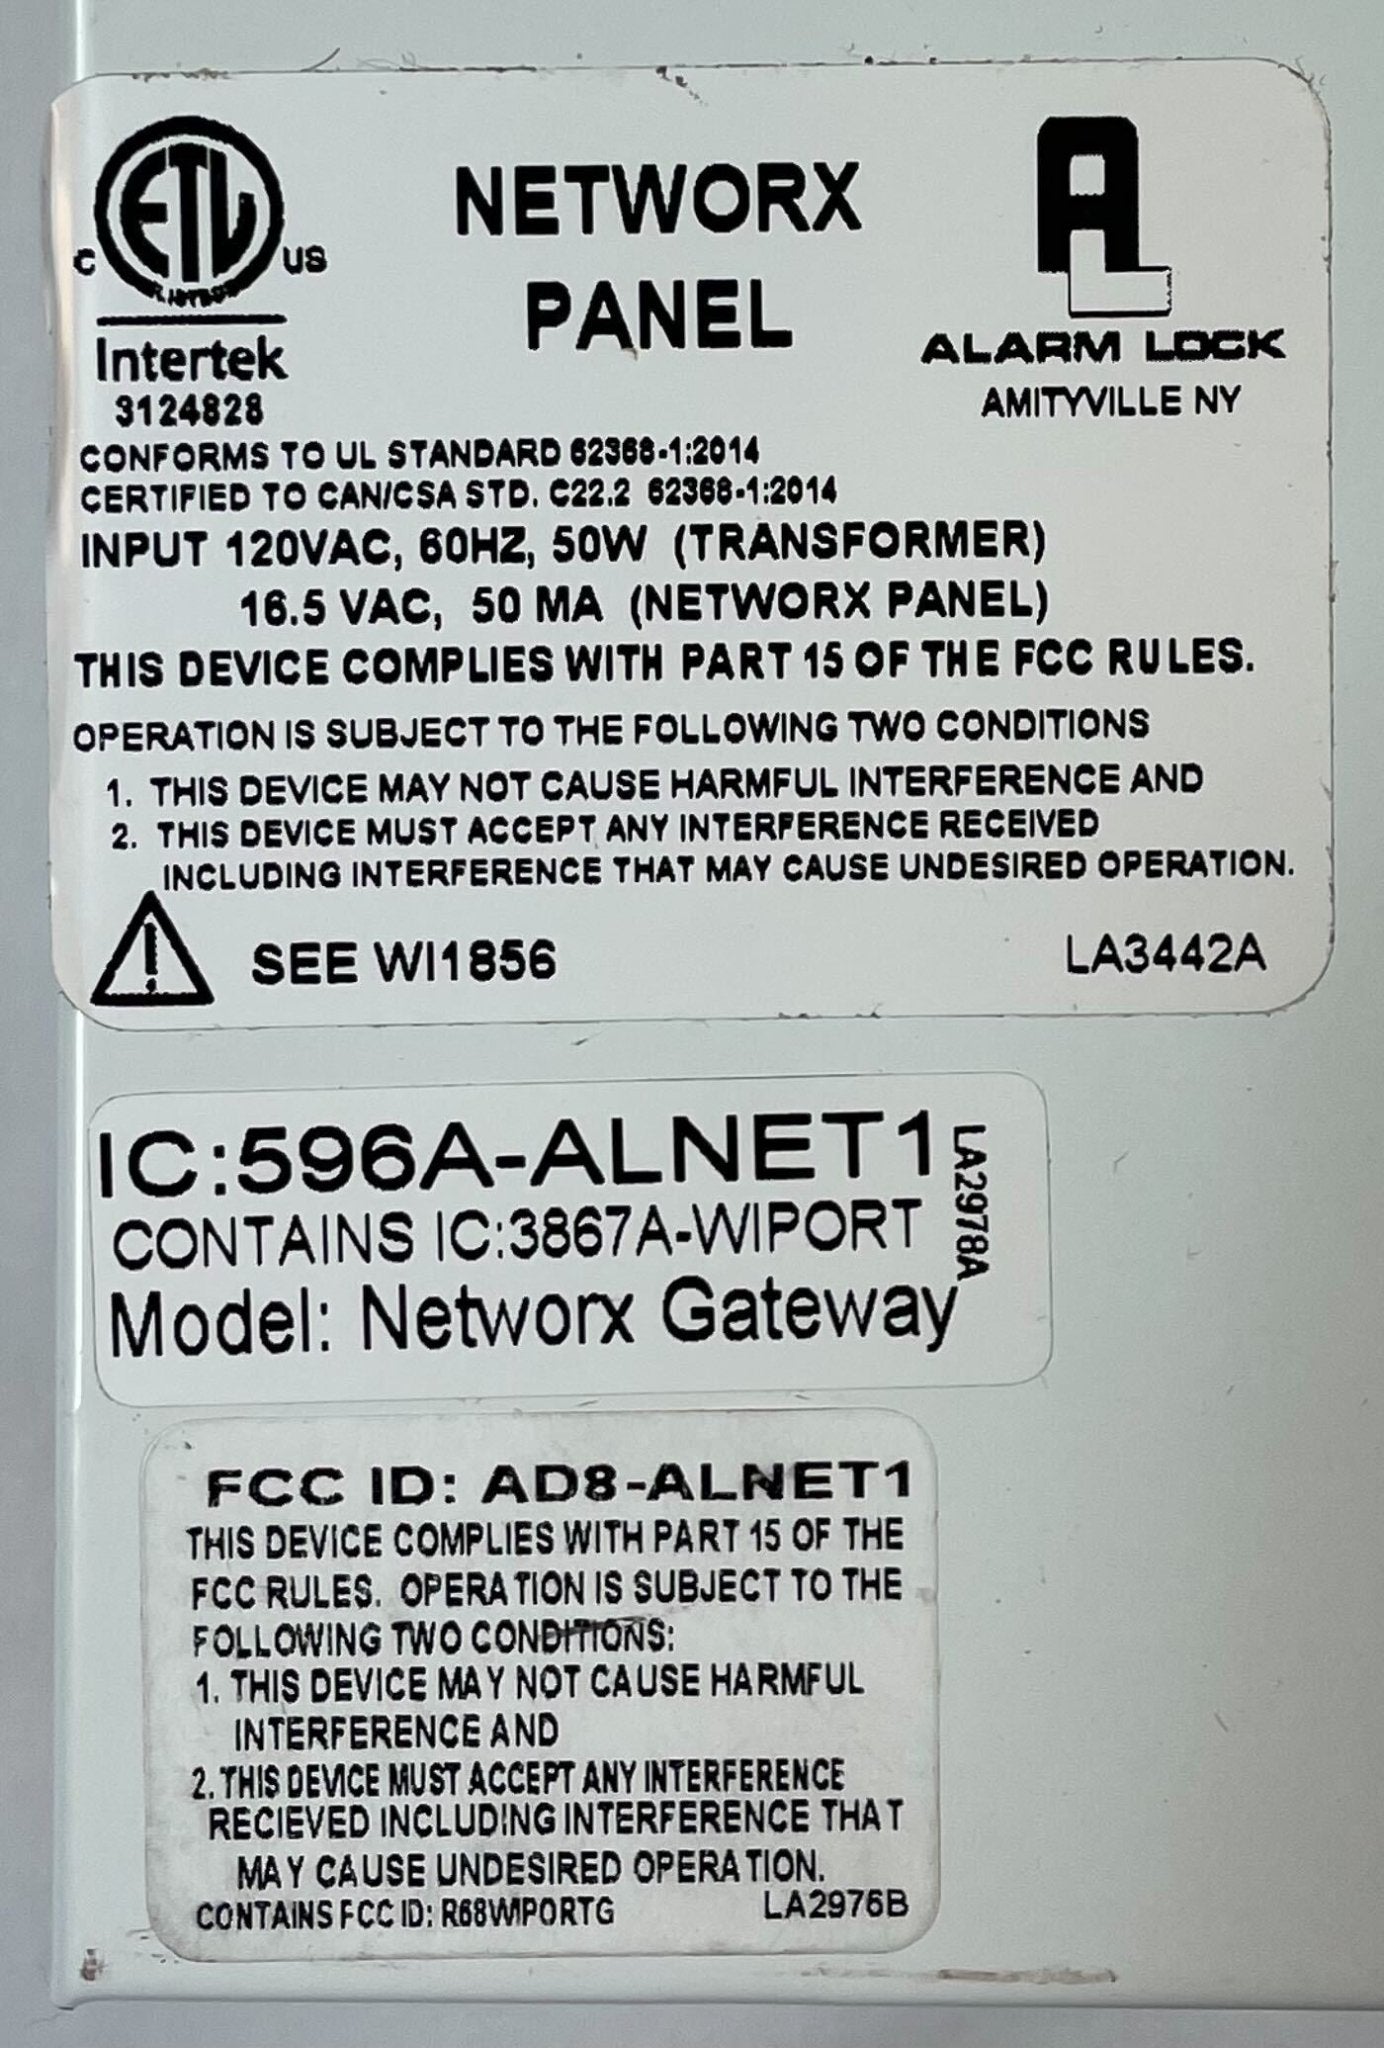 ETL
LISTED
C US
Intertek
3124828
NETWORX
PANEL
AL
ALARM LOCK
AMITYVILLE NY
CONFORMS TO UL STANDARD 62368-1:2014
CERTIFIED TO CAN/CSA STD. C22.2 62368-1:2014
INPUT 120VAC, 60HZ, 50W (TRANSFORMER)
16.5 VAC, 50 MA (NETWORX PANEL)
THIS DEVICE COMPLIES WITH PART 15 OF THE FCC RULES.
OPERATION IS SUBJECT TO THE FOLLOWING TWO CONDITIONS
1. THIS DEVICE MAY NOT CAUSE HARMFUL INTERFERENCE AND
2. THIS DEVICE MUST ACCEPT ANY INTERFERENCE RECEIVED
INCLUDING INTERFERENCE THAT MAY CAUSE UNDESIRED OPERATION.
! SEE WI1856 LA3442A
IC:596A-ALNET1
CONTAINS IC:3867A-WIPORT
Model: Networx Gateway
LA2978A
FCC ID: AD8-ALNET1
THIS DEVICE COMPLIES WITH PART 15 OF THE
FCC RULES. OPERATION IS SUBJECT TO THE
FOLLOWING TWO CONDITIONS:
1. THIS DEVICE MAY NOT CAUSE HARMFUL
INTERFERENCE AND
2. THIS DEVICE MUST ACCEPT ANY INTERFERENCE
RECIEVED INCLUDING INTERFERENCE THAT
MAY CAUSE UNDESIRED OPERATION.
CONTAINS FCC ID: R68WIPORTG LA2976B